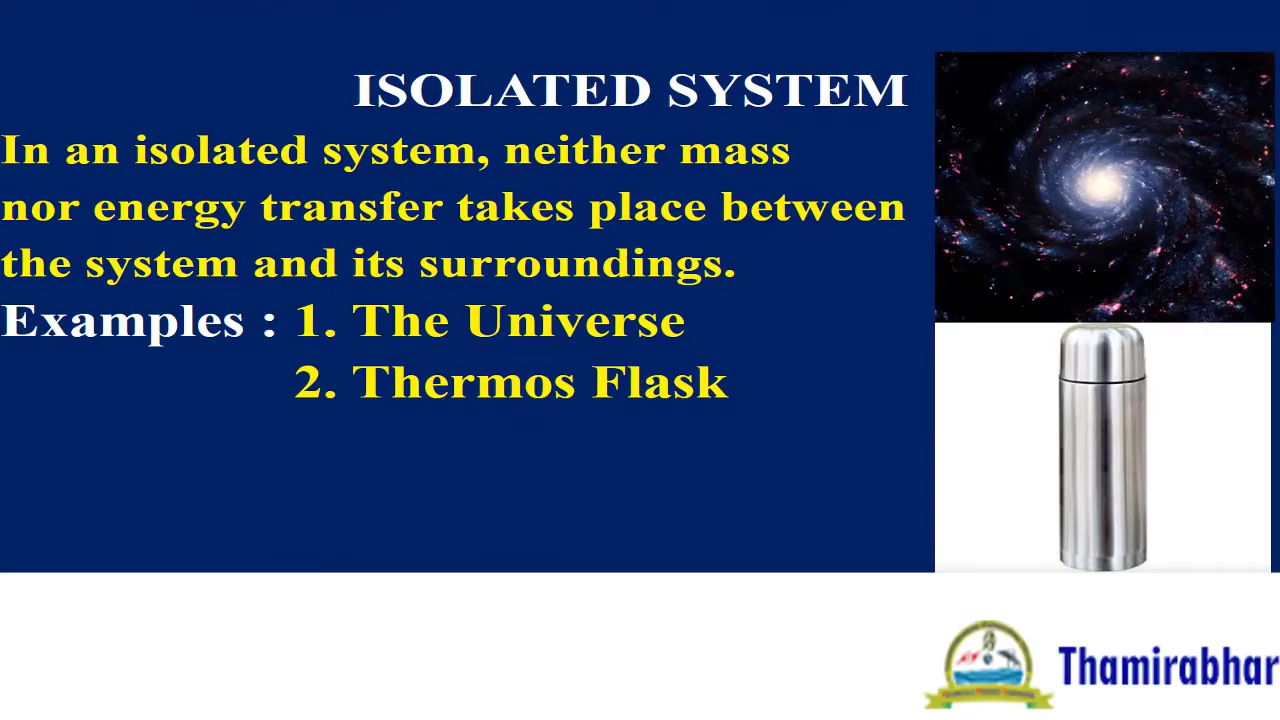 ISOLATED SYSTEM
In an isolated system, neither mass
nor energy transfer takes place between
the system and its surroundings.
Examples : 1. The Universe
2. Thermos Flask
Thamirabhar